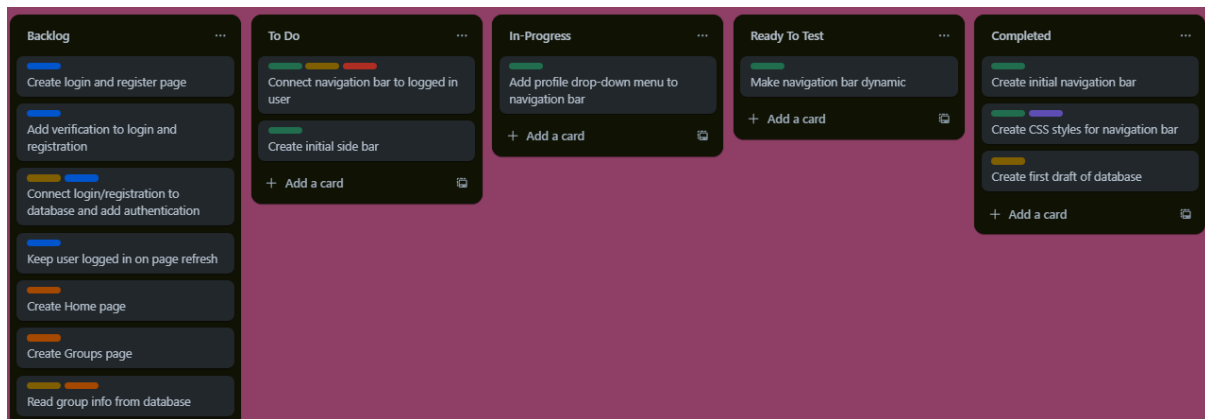 Backlog
Create login and register page
Add verification to login and
registration
Connect login/registration to
database and add authentication
Keep user logged in on page refresh
Create Home page
Create Groups page
Read group info from database
To Do
Connect navigation bar to logged in
user
Create initial side bar
+ Add a card
In-Progress
Add profile drop-down menu to
navigation bar
+ Add a card
Ready To Test
Make navigation bar dynamic
+ Add a card
Completed
Create initial navigation bar
Create CSS styles for navigation bar
Create first draft of database
+ Add a card